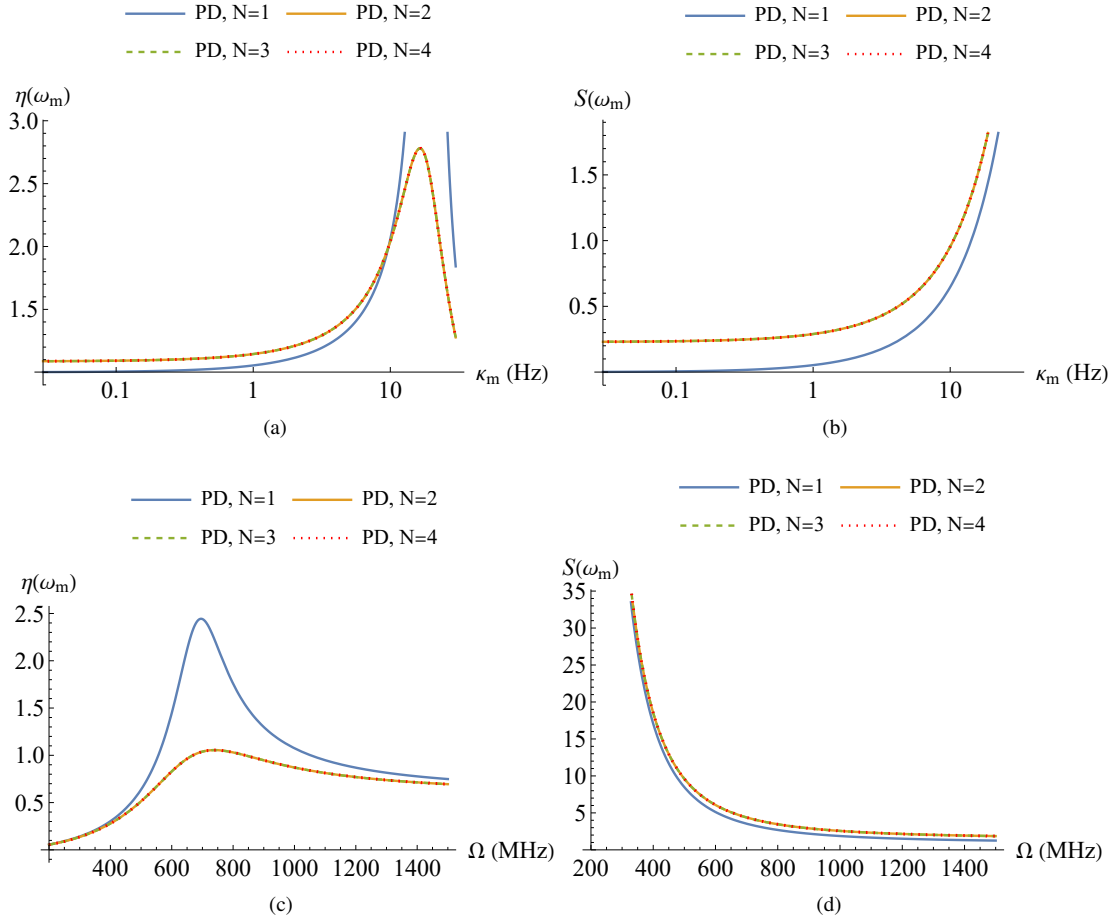 PD, N=1 PD, N=2
PD, N=3 PD, N=4
η(ωm)
3.0
2.5
2.0
1.5
0.1 1 10
κm (Hz)
(a)
PD, N=1 PD, N=2
PD, N=3 PD, N=4
S(ωm)
1.5
1.0
0.5
0.1 1 10
κm (Hz)
(b)
PD, N=1 PD, N=2
PD, N=3 PD, N=4
η(ωm)
2.5
2.0
1.5
1.0
0.5
400 600 800 1000 1200 1400
Ω (MHz)
(c)
PD, N=1 PD, N=2
PD, N=3 PD, N=4
S(ωm)
35
30
25
20
15
10
5
200 400 600 800 1000 1200 1400
Ω (MHz)
(d)